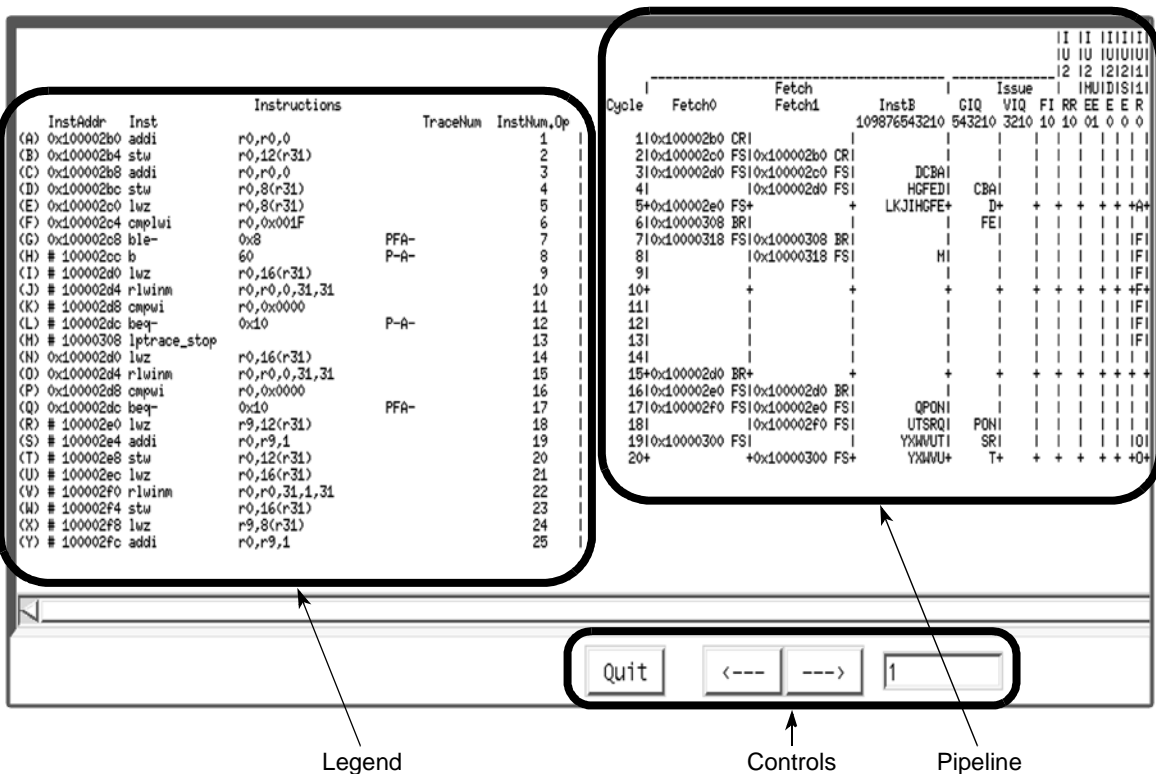 Instructions
InstAddr Inst TraceNum InstNum,Op
(A) 0x100002b0 addi r0,r0,0 1 |
(B) 0x100002b4 stw r0,12(r31) 2 |
(C) 0x100002b8 addi r0,r0,0 3 |
(D) 0x100002bc stw r0,8(r31) 4 |
(E) 0x100002c0 lwz r0,8(r31) 5 |
(F) 0x100002c4 cmplwi r0,0x001F 6 |
(G) 0x100002c8 ble- 0x8 PFA- 7 |
(H) # 100002cc b 60 P-A- 8 |
(I) # 100002d0 lwz r0,16(r31) 9 |
(J) # 100002d4 rlwinm r0,r0,0,31,31 10 |
(K) # 100002d8 cmpwi r0,0x0000 11 |
(L) # 100002dc beq- 0x10 P-A- 12 |
(M) # 10000308 lptrace_stop 13 |
(N) 0x100002d0 lwz r0,16(r31) 14 |
(O) 0x100002d4 rlwinm r0,r0,0,31,31 15 |
(P) 0x100002d8 cmpwi r0,0x0000 16 |
(Q) 0x100002dc beq- 0x10 PFA- 17 |
(R) # 100002e0 lwz r9,12(r31) 18 |
(S) # 100002e4 addi r0,r9,1 19 |
(T) # 100002e8 stw r0,12(r31) 20 |
(U) # 100002ec lwz r0,16(r31) 21 |
(V) # 100002f0 rlwinm r0,r0,31,1,31 22 |
(W) # 100002f4 stw r0,16(r31) 23 |
(X) # 100002f8 lwz r9,8(r31) 24 |
(Y) # 100002fc addi r0,r9,1 25 |
|I |I |I|I|I|
|U |U |U|U|U|
|2 |2 |2|2|1|
| Fetch | Issue | |MU|D|S|1|
Cycle Fetch0 Fetch1 InstB GIQ VIQ FI RR EE E E R
109876543210 543210 3210 10 10 01 0 0 0
1|0x100002b0 CR| | | | | | | | | |
2|0x100002c0 FS|0x100002b0 CR| | | | | | | | |
3|0x100002d0 FS|0x100002c0 FS| DCBA| | | | | | | |
4| |0x100002d0 FS| HGFED| CBA| | | | | | |
5+0x100002e0 FS+ + LKJIHGFE+ D+ + + + + +A+
6|0x10000308 BR| | | FE| | | | | | |
7|0x10000318 FS|0x10000308 BR| | | | | | | |F|
8| |0x10000318 FS| M| | | | | | |F|
9| | | | | | | | | |F|
10+ + + + + + + + +F+
11| | | | | | | | | |F|
12| | | | | | | | | |F|
13| | | | | | | | | |F|
14| | | | | | | | | | |
15+0x100002d0 BR+ + + + + + + + + +
16|0x100002e0 FS|0x100002d0 BR| | | | | | | | |
17|0x100002f0 FS|0x100002e0 FS| QPON| | | | | | | |
18| |0x100002f0 FS| UTSRQ| PON| | | | | | |
19|0x10000300 FS| | YXWVUT| SR| | | | | |O|
20+ +0x10000300 FS+ YXWVU+ T+ + + + + +O+
Quit <--- ---> 1
Legend Controls Pipeline